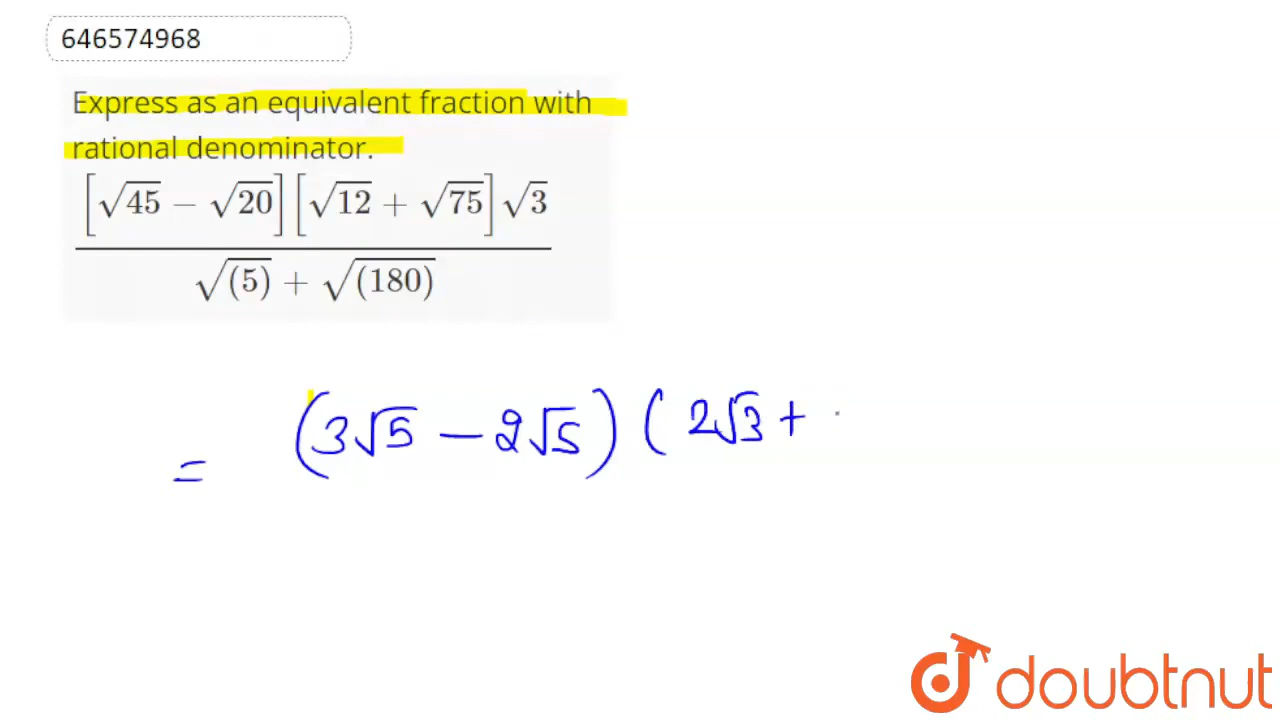 646574968
Express as an equivalent fraction with
rational denominator.
[√45 − √20][√12 + √75]√3
√(5) + √(180)
= (3√5 − 2√5) (2√3 +
doubtnut